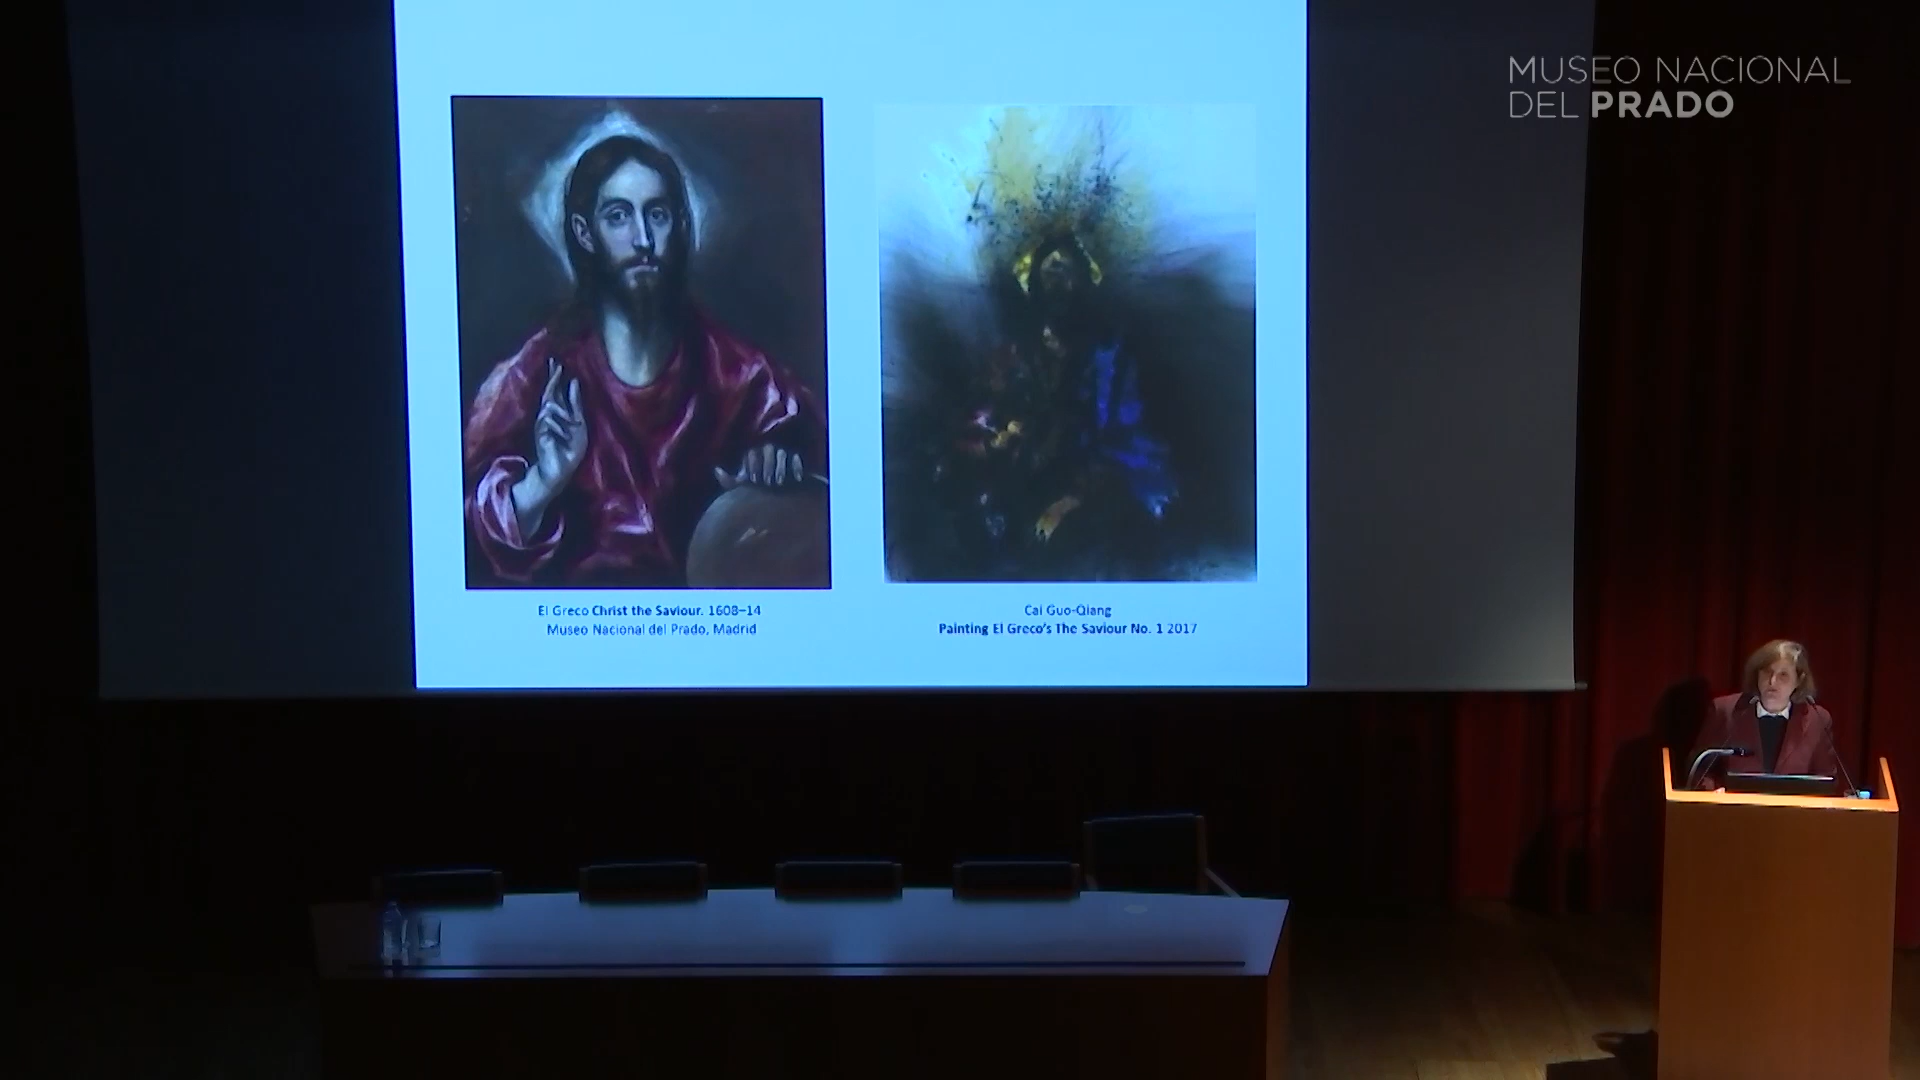 MUSEO NACIONAL
DEL PRADO
El Greco Christ the Saviour. 1608–14
Museo Nacional del Prado, Madrid
Cai Guo-Qiang
Painting El Greco's The Saviour No. 1 2017